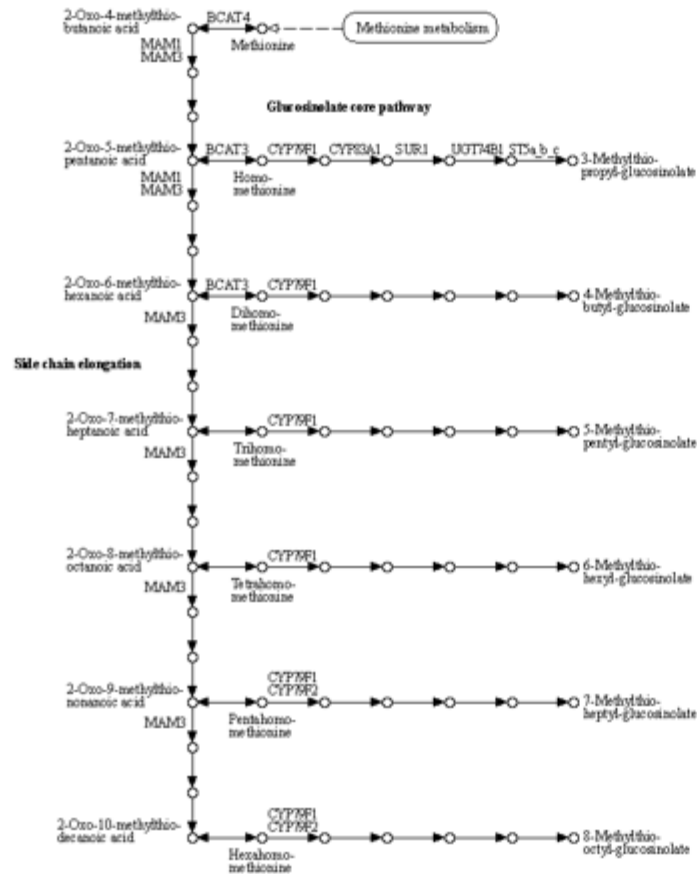 2-Oxo-4-methylthio-
butanoic acid
BCAT4
Methionine
Methionine metabolism
MAM1
MAM3
Glucosinolate core pathway
2-Oxo-5-methylthio-
pentanoic acid
BCAT3
CYP79F1
CYP83A1
SUR1
UGT74B1
ST5a_b_c
Homo-
methionine
3-Methylthio-
propyl-glucosinolate
MAM1
MAM3
2-Oxo-6-methylthio-
hexanoic acid
BCAT3
CYP79F1
Dihomo-
methionine
4-Methylthio-
butyl-glucosinolate
MAM3
Side chain elongation
2-Oxo-7-methylthio-
heptanoic acid
CYP79F1
Trihomo-
methionine
5-Methylthio-
pentyl-glucosinolate
MAM3
2-Oxo-8-methylthio-
octanoic acid
CYP79F1
Tetrahomo-
methionine
6-Methylthio-
hexyl-glucosinolate
MAM3
2-Oxo-9-methylthio-
nonanoic acid
CYP79F1
CYP79F2
Pentahomo-
methionine
7-Methylthio-
heptyl-glucosinolate
MAM3
2-Oxo-10-methylthio-
decanoic acid
CYP79F1
CYP79F2
Hexahomo-
methionine
8-Methylthio-
octyl-glucosinolate